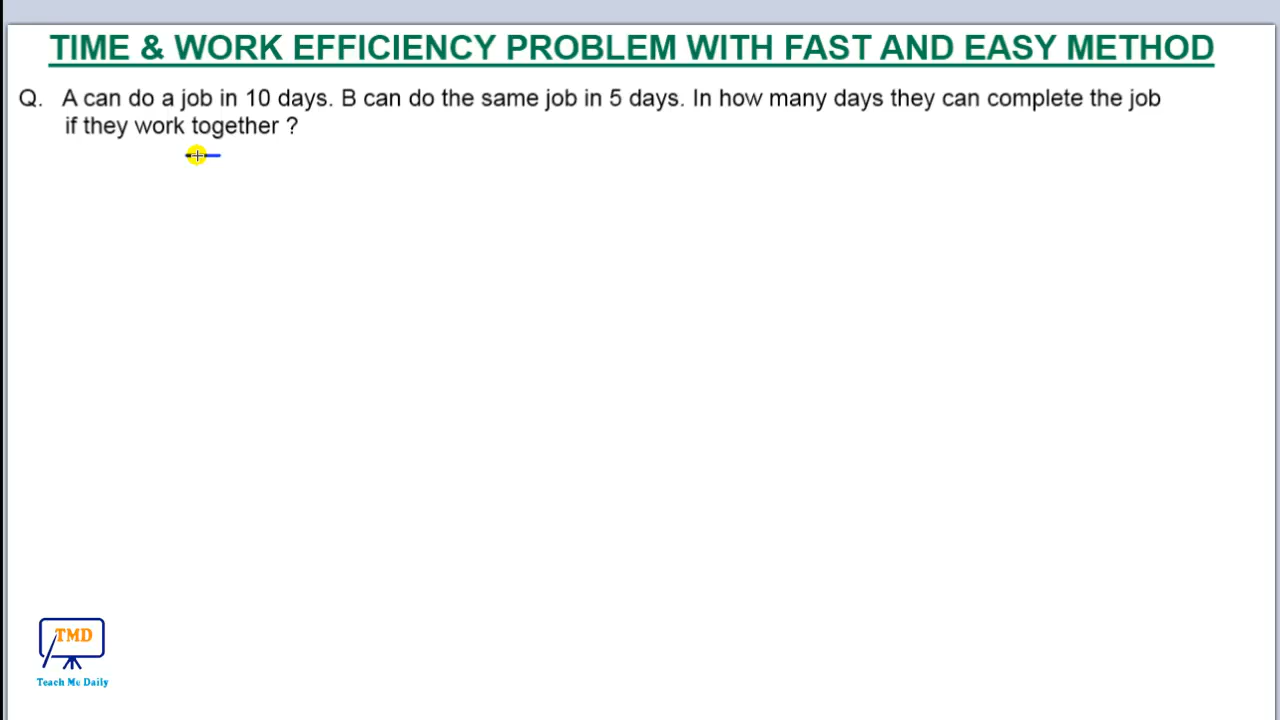 TIME & WORK EFFICIENCY PROBLEM WITH FAST AND EASY METHOD
Q. A can do a job in 10 days. B can do the same job in 5 days. In how many days they can complete the job
if they work together ?
TMD
Teach Me Daily